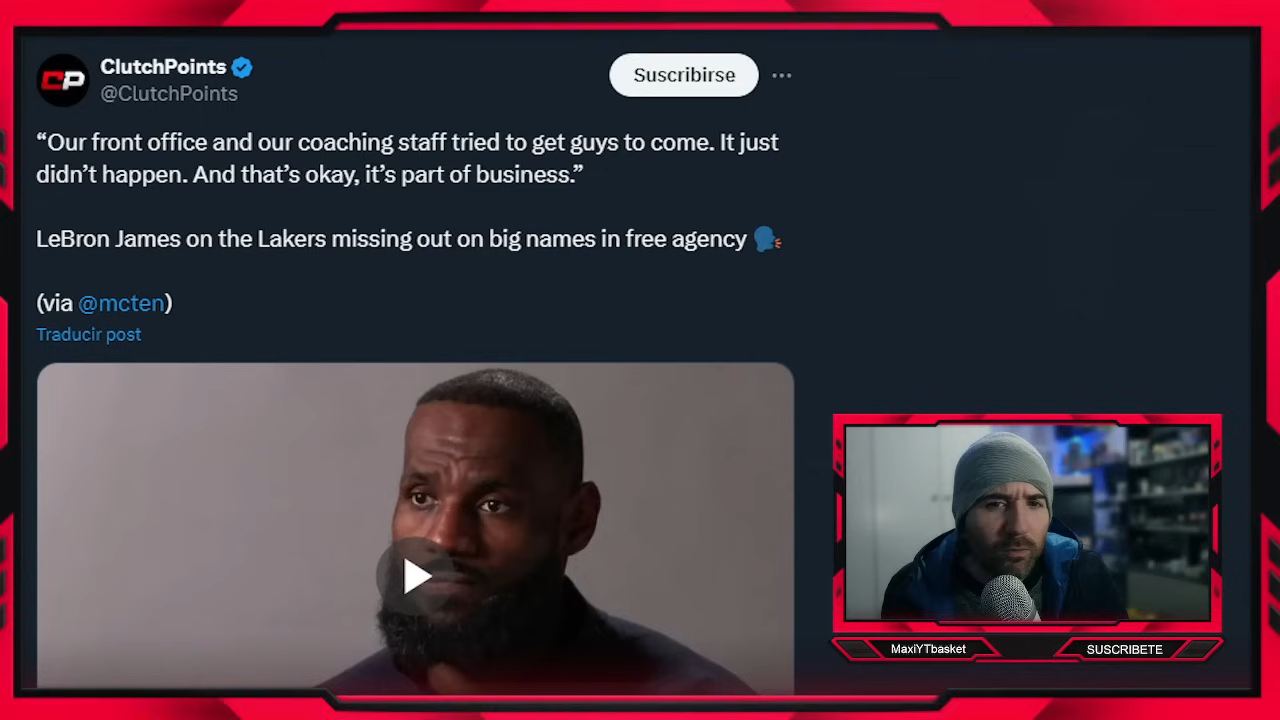 CP
ClutchPoints
@ClutchPoints
Suscribirse
“Our front office and our coaching staff tried to get guys to come. It just
didn’t happen. And that’s okay, it’s part of business.”
LeBron James on the Lakers missing out on big names in free agency 🗣
(via @mcten)
Traducir post
MaxiYTbasket
SUSCRIBETE